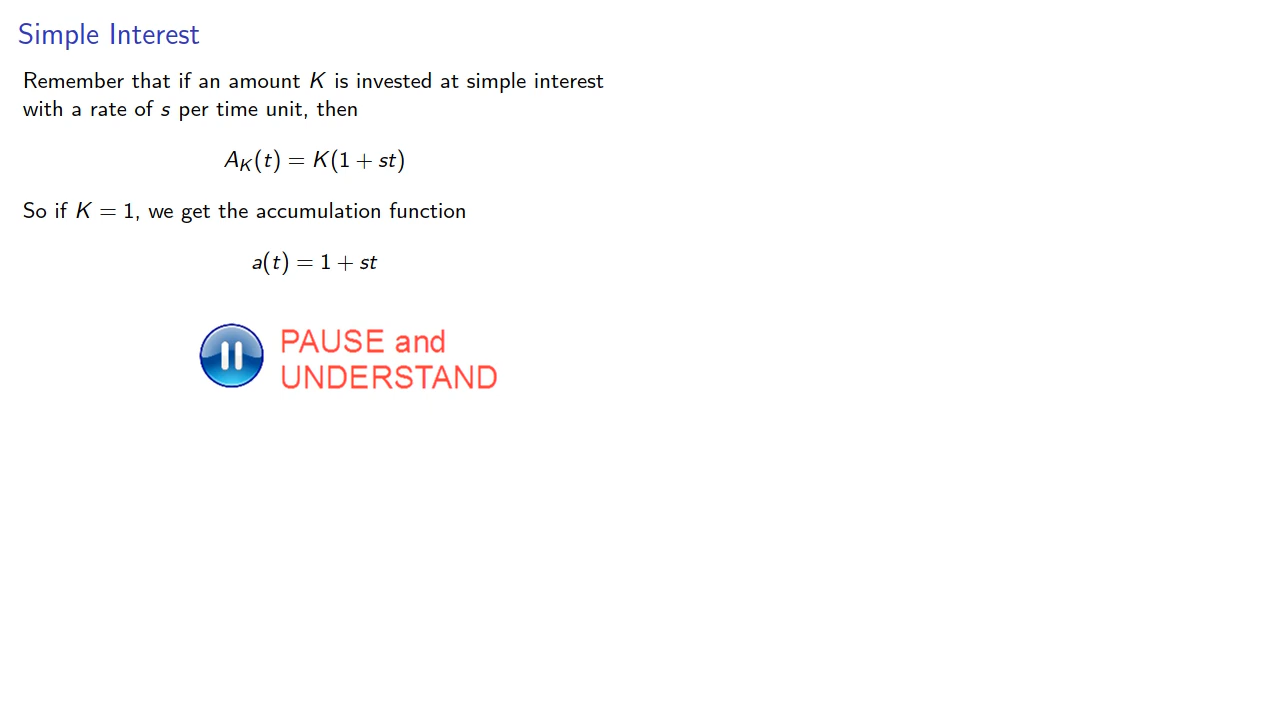 Simple Interest
Remember that if an amount K is invested at simple interest
with a rate of s per time unit, then
A_K(t) = K(1 + st)
So if K = 1, we get the accumulation function
a(t) = 1 + st
PAUSE and
UNDERSTAND